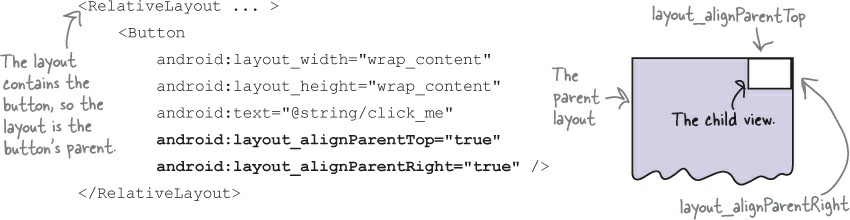 <RelativeLayout ... >
<Button
android:layout_width="wrap_content"
android:layout_height="wrap_content"
android:text="@string/click_me"
android:layout_alignParentTop="true"
android:layout_alignParentRight="true" />
</RelativeLayout>
The layout
contains the
button, so the
layout is the
button's parent.
layout_alignParentTop
The
parent
layout
The child view.
layout_alignParentRight